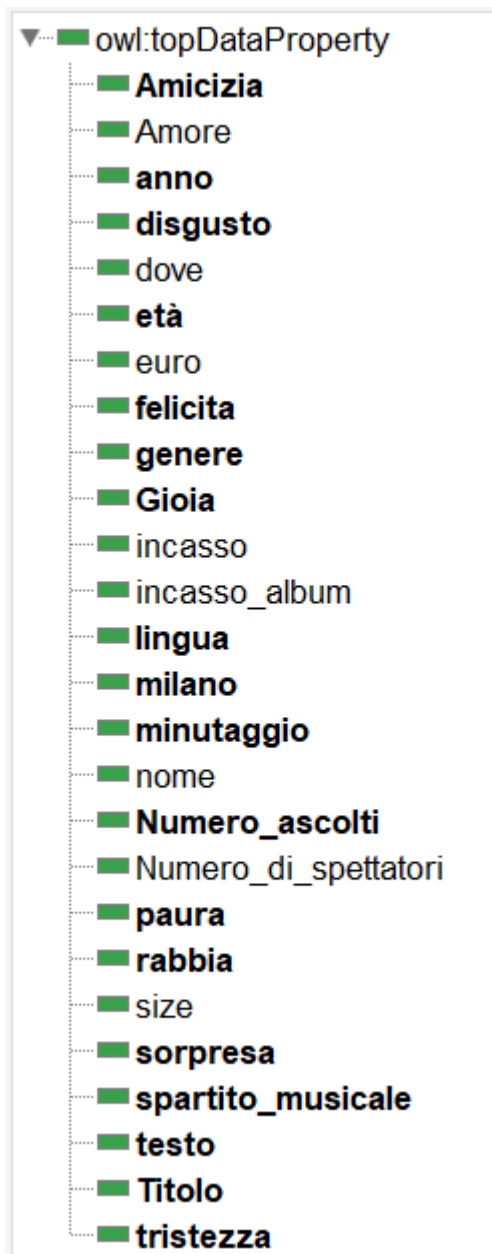 owl:topDataProperty
Amicizia
Amore
anno
disgusto
dove
età
euro
felicita
genere
Gioia
incasso
incasso_album
lingua
milano
minutaggio
nome
Numero_ascolti
Numero_di_spettatori
paura
rabbia
size
sorpresa
spartito_musicale
testo
Titolo
tristezza